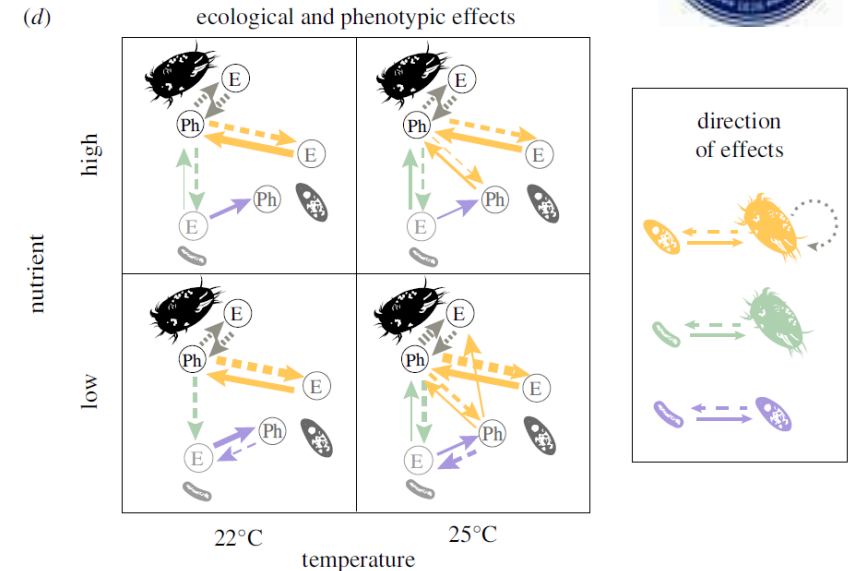 (d)
ecological and phenotypic effects
E
Ph
E
E
Ph
E
Ph
E
Ph
E
high
nutrient
low
E
Ph
E
Ph
E
E
Ph
E
Ph
E
22°C
25°C
temperature
direction
of effects